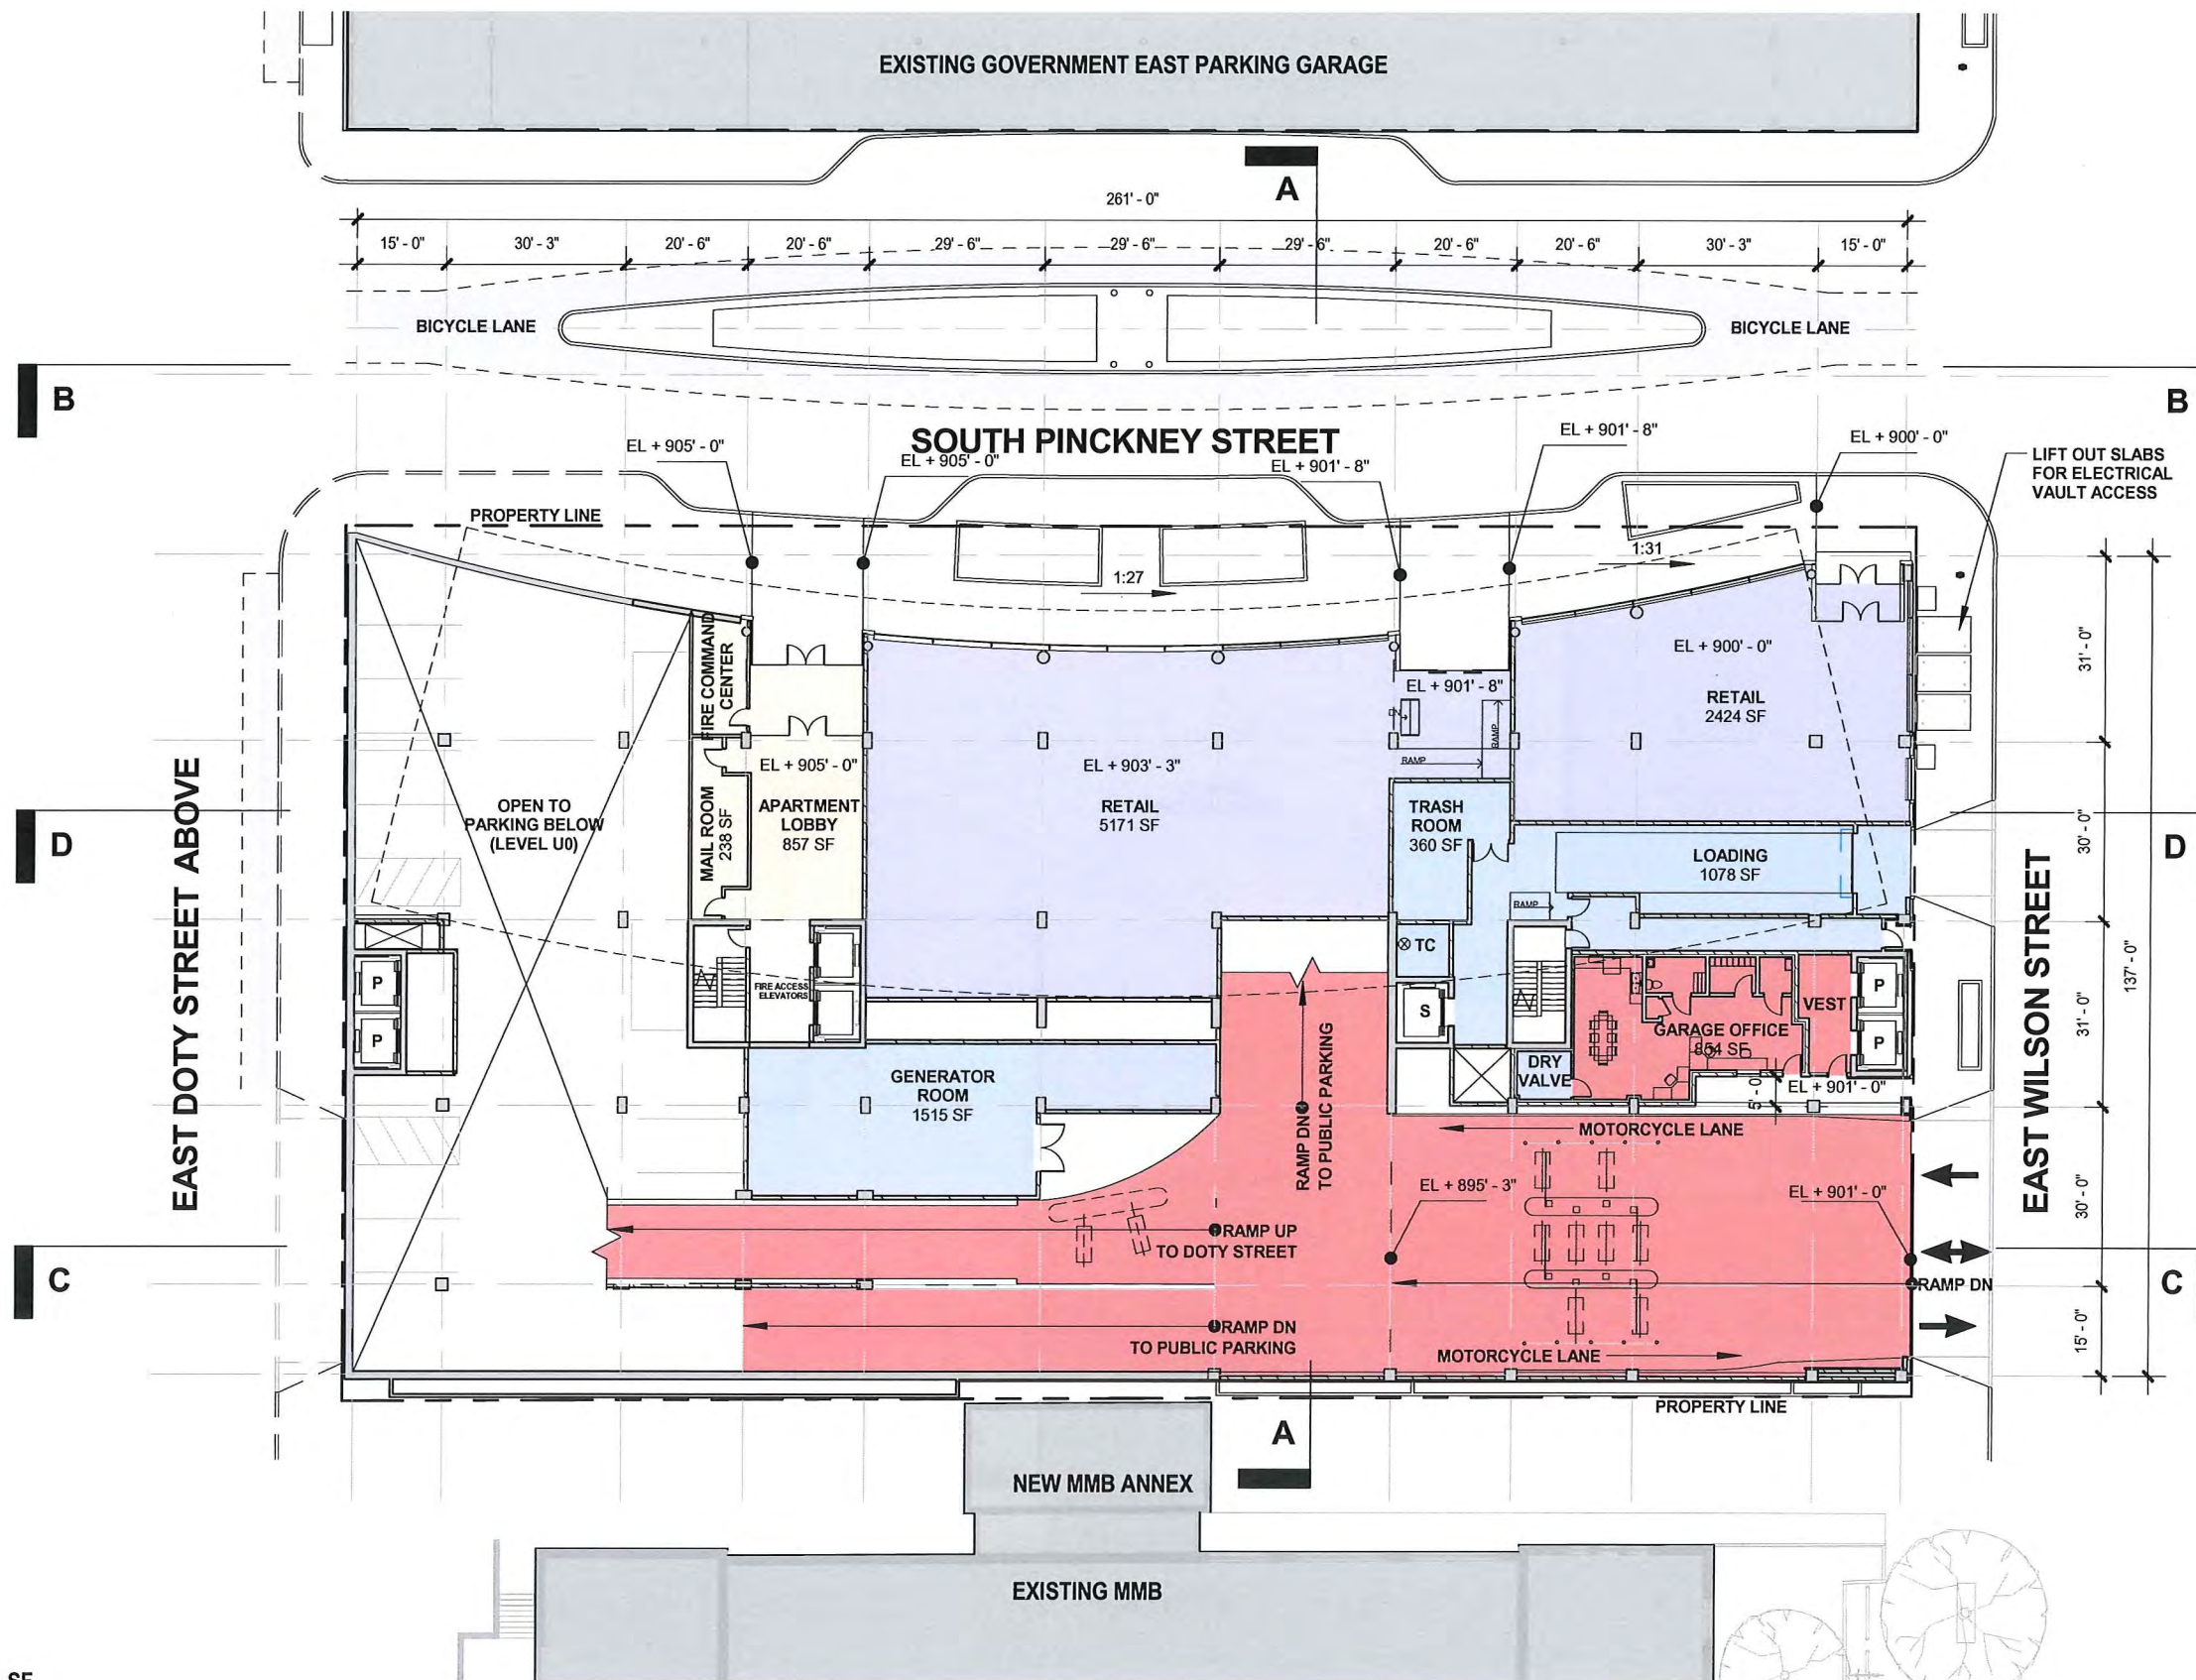 EXISTING GOVERNMENT EAST PARKING GARAGE
A
261' - 0"
15' - 0"
30' - 3"
20' - 6"
20' - 6"
29' - 6"
29' - 6"
29' - 6"
20' - 6"
20' - 6"
30' - 3"
15' - 0"
BICYCLE LANE
BICYCLE LANE
B
B
SOUTH PINCKNEY STREET
EL + 905' - 0"
EL + 905' - 0"
EL + 901' - 8"
EL + 901' - 8"
EL + 900' - 0"
LIFT OUT SLABS
FOR ELECTRICAL
VAULT ACCESS
PROPERTY LINE
1:27
1:31
FIRE COMMAND
CENTER
EL + 901' - 8"
EL + 900' - 0"
RETAIL
2424 SF
31' - 0"
RAMP
RAMP
EL + 905' - 0"
EL + 903' - 3"
EAST DOTY STREET ABOVE
OPEN TO
PARKING BELOW
(LEVEL U0)
MAIL ROOM
238 SF
APARTMENT
LOBBY
857 SF
RETAIL
5171 SF
TRASH
ROOM
360 SF
LOADING
1078 SF
D
D
30' - 0"
RAMP
TC
P
P
FIRE ACCESS
ELEVATORS
S
VEST
P
P
GARAGE OFFICE
854 SF
DRY
VALVE
5' - 0
EL + 901' - 0"
31' - 0"
137' - 0"
EAST WILSON STREET
GENERATOR
ROOM
1515 SF
RAMP DN
TO PUBLIC PARKING
MOTORCYCLE LANE
EL + 895' - 3"
EL + 901' - 0"
30' - 0"
RAMP UP
TO DOTY STREET
C
C
RAMP DN
RAMP DN
TO PUBLIC PARKING
MOTORCYCLE LANE
15' - 0"
PROPERTY LINE
A
NEW MMB ANNEX
EXISTING MMB
SF